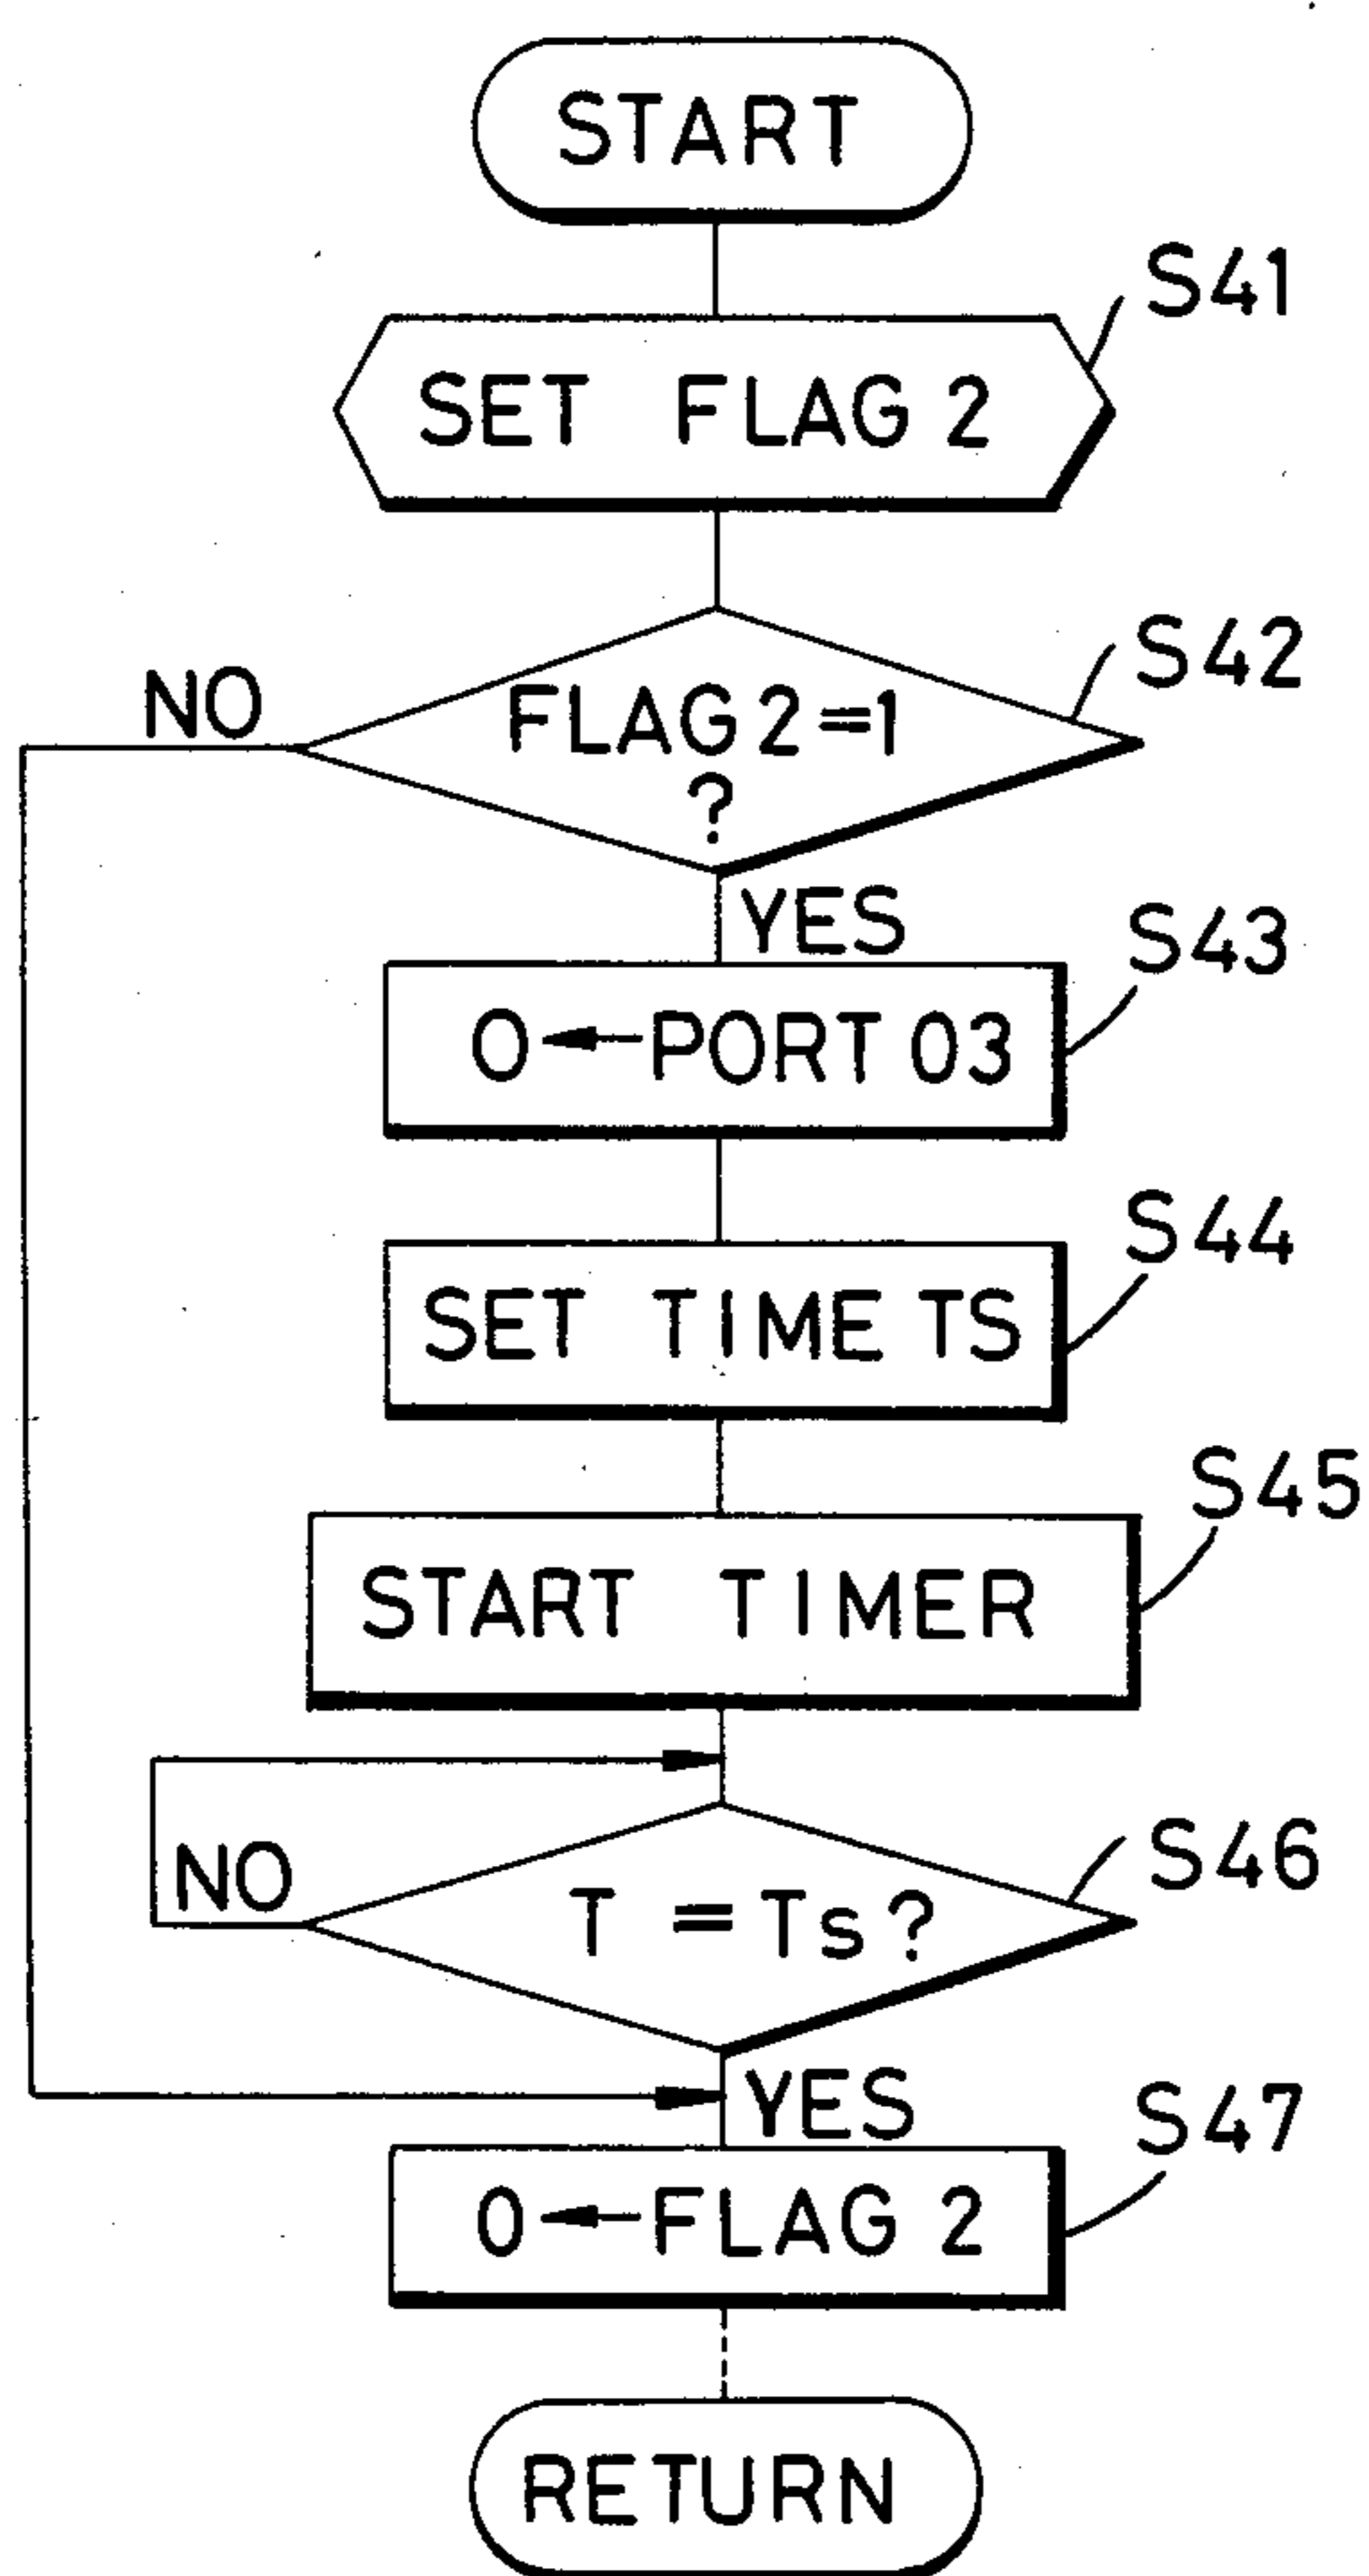 START
S41
SET FLAG 2
S42
NO
FLAG 2=1
?
YES
S43
0←PORT 03
S44
SET TIME TS
S45
START TIMER
S46
NO
T = Ts?
YES
S47
0←FLAG 2
RETURN